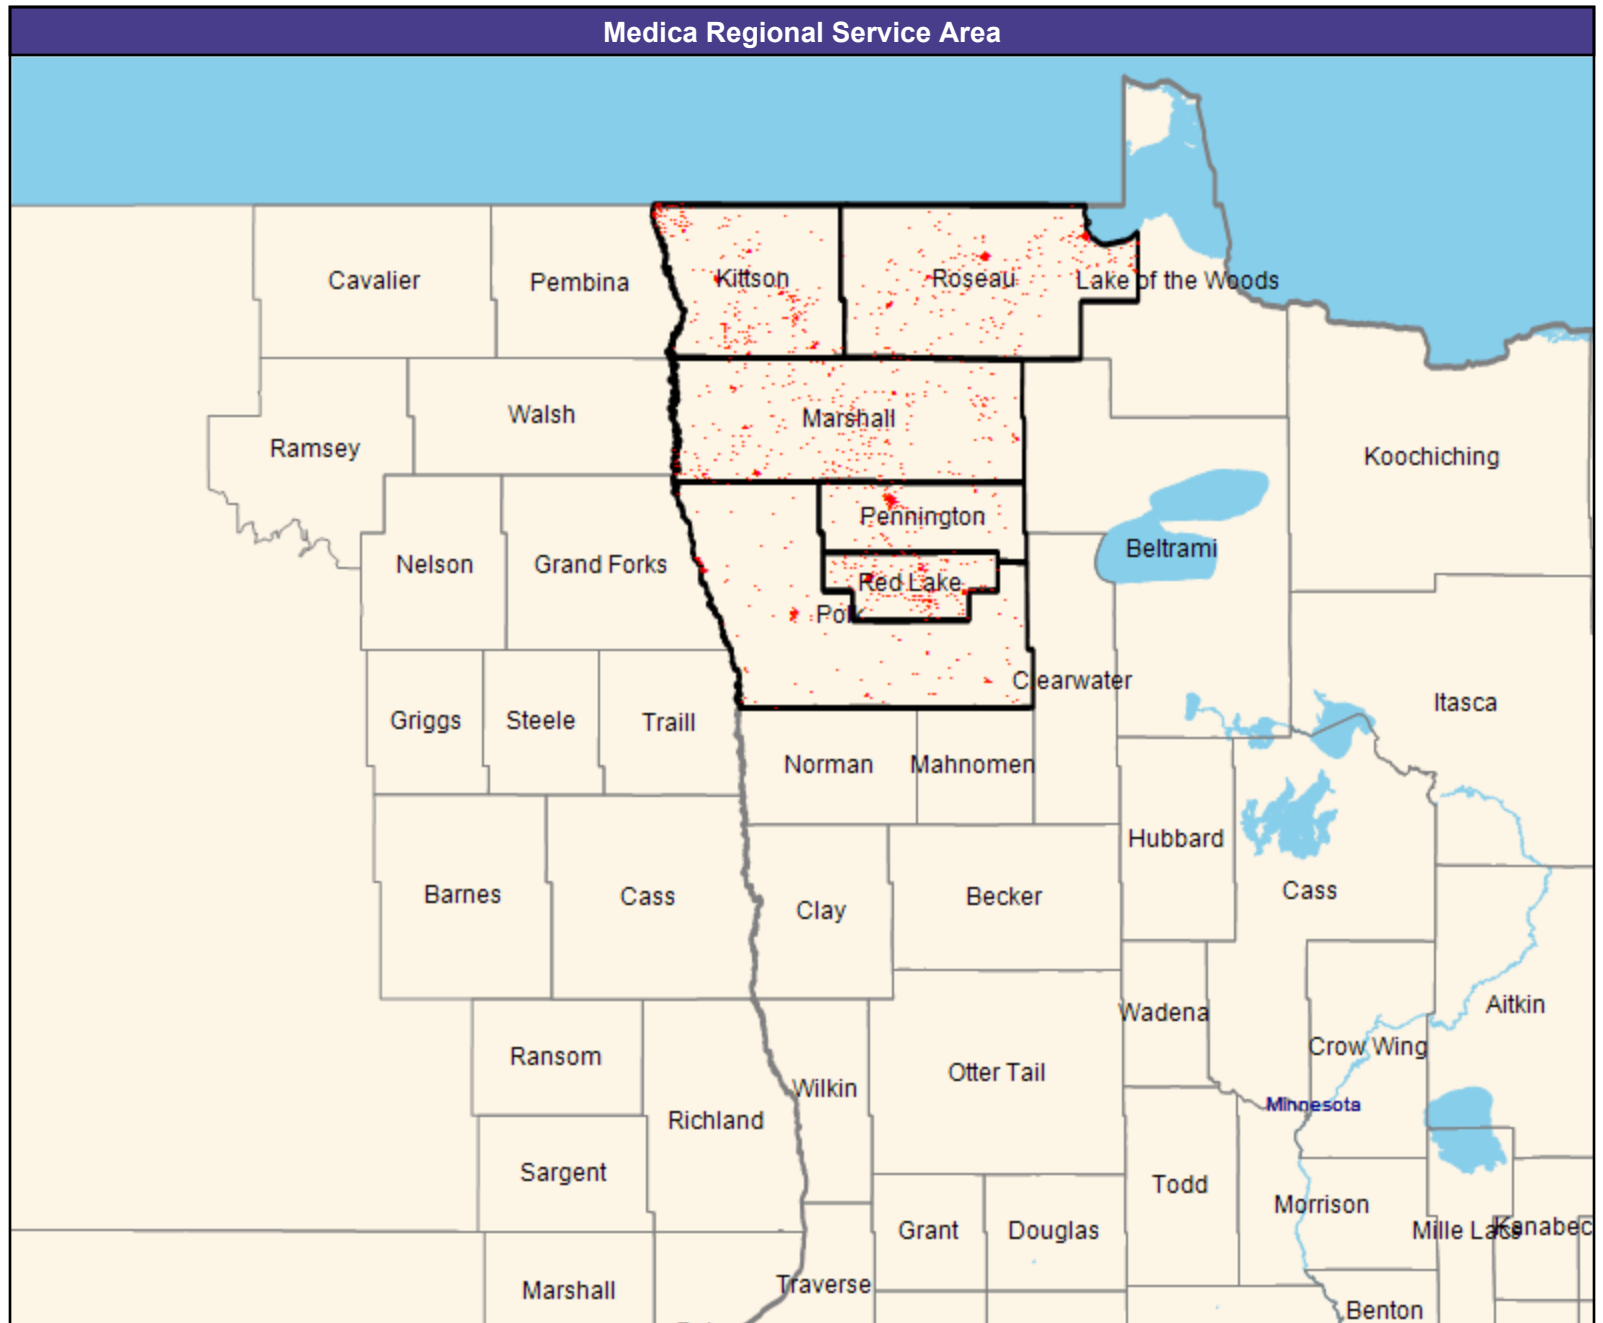 Medica Regional Service Area
Cavalier
Pembina
Kittson
Roseau
Lake of the Woods
Walsh
Marshall
Ramsey
Koochiching
Pennington
Nelson
Grand Forks
Beltrami
Red Lake
Polk
Clearwater
Griggs
Steele
Traill
Itasca
Norman
Mahnomen
Hubbard
Barnes
Cass
Clay
Becker
Cass
Wadena
Aitkin
Ransom
Otter Tail
Crow Wing
Wilkin
Richland
Minnesota
Sargent
Todd
Morrison
Grant
Douglas
Mille Lacs
Kanabec
Marshall
Traverse
Benton